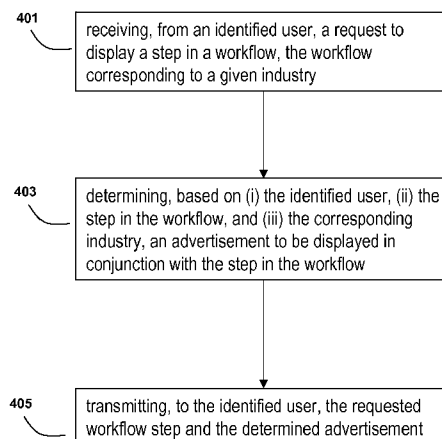 401
receiving, from an identified user, a request to
display a step in a workflow, the workflow
corresponding to a given industry
403
determining, based on (i) the identified user, (ii) the
step in the workflow, and (iii) the corresponding
industry, an advertisement to be displayed in
conjunction with the step in the workflow
405
transmitting, to the identified user, the requested
workflow step and the determined advertisement